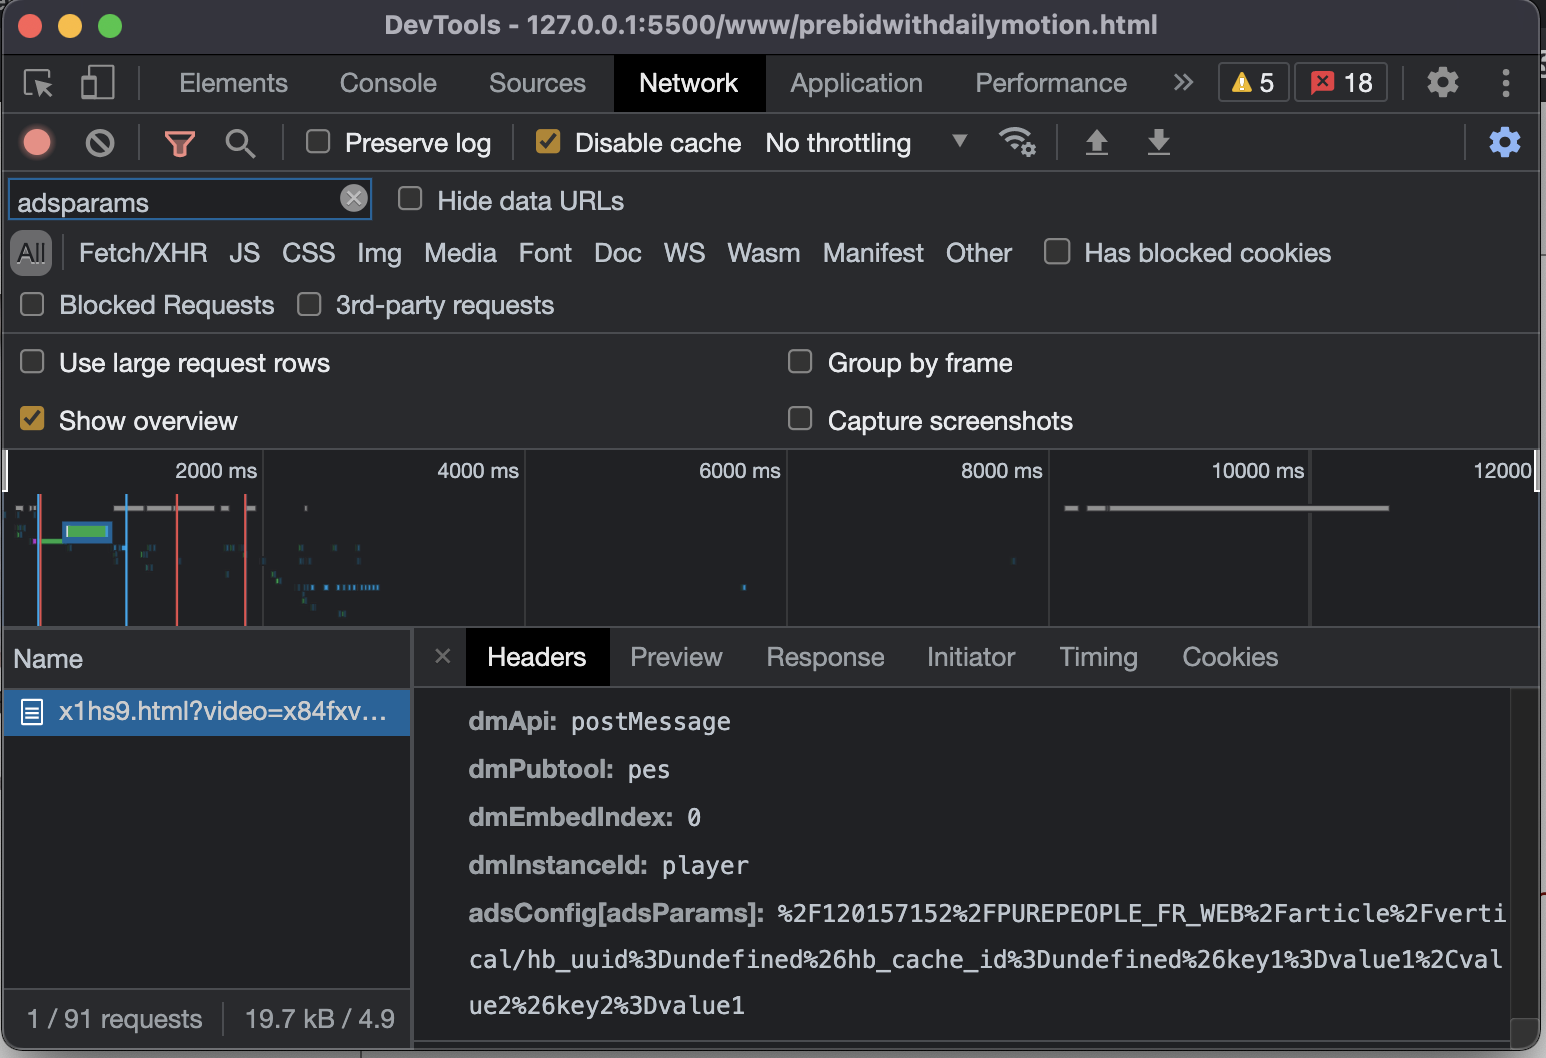 DevTools - 127.0.0.1:5500/www/prebidwithdailymotion.html
Elements Console Sources Network Application Performance » 5 18
Preserve log Disable cache No throttling
adsparams Hide data URLs
All Fetch/XHR JS CSS Img Media Font Doc WS Wasm Manifest Other Has blocked cookies
Blocked Requests 3rd-party requests
Use large request rows Group by frame
Show overview Capture screenshots
2000 ms 4000 ms 6000 ms 8000 ms 10000 ms 12000
Name × Headers Preview Response Initiator Timing Cookies
x1hs9.html?video=x84fxv…
dmApi: postMessage
dmPubtool: pes
dmEmbedIndex: 0
dmInstanceId: player
adsConfig[adsParams]: %2F120157152%2FPUREPEOPLE_FR_WEB%2Farticle%2Fverti
cal/hb_uuid%3Dundefined%26hb_cache_id%3Dundefined%26key1%3Dvalue1%2Cval
ue2%26key2%3Dvalue1
1 / 91 requests 19.7 kB / 4.9